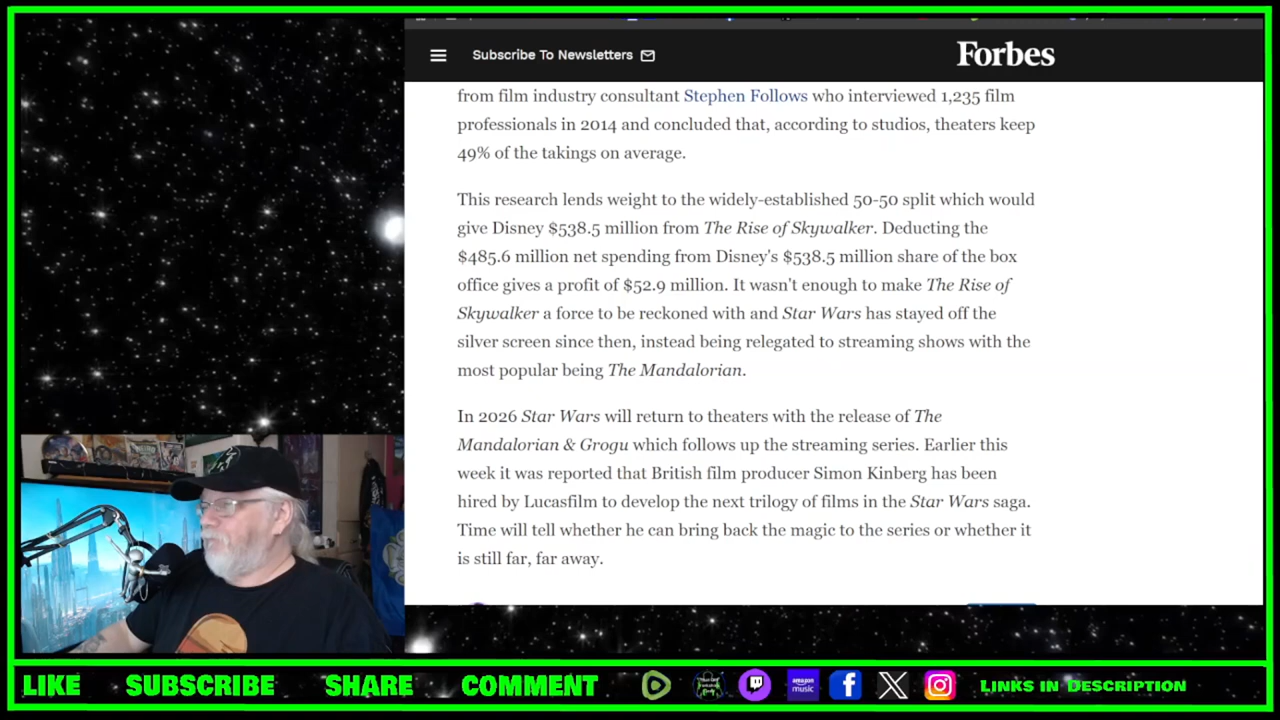 Subscribe To Newsletters
Forbes
from film industry consultant Stephen Follows who interviewed 1,235 film
professionals in 2014 and concluded that, according to studios, theaters keep
49% of the takings on average.
This research lends weight to the widely-established 50-50 split which would
give Disney $538.5 million from The Rise of Skywalker. Deducting the
$485.6 million net spending from Disney's $538.5 million share of the box
office gives a profit of $52.9 million. It wasn't enough to make The Rise of
Skywalker a force to be reckoned with and Star Wars has stayed off the
silver screen since then, instead being relegated to streaming shows with the
most popular being The Mandalorian.
In 2026 Star Wars will return to theaters with the release of The
Mandalorian & Grogu which follows up the streaming series. Earlier this
week it was reported that British film producer Simon Kinberg has been
hired by Lucasfilm to develop the next trilogy of films in the Star Wars saga.
Time will tell whether he can bring back the magic to the series or whether it
is still far, far away.
LIKE SUBSCRIBE SHARE COMMENT amazon music LINKS IN DESCRIPTION